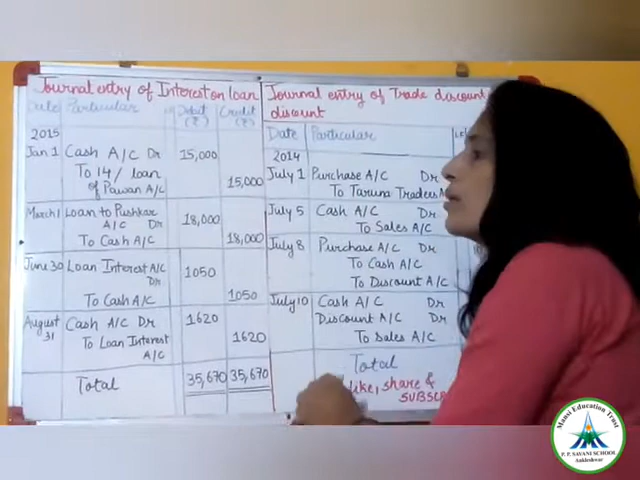 Journal entry of Interest on loan
Date Particular Debit (₹) Credit (₹)
2015
Jan 1 Cash A/C Dr 15,000
To 14% loan
of Pawan A/C 15,000
March 1 Loan to Pushkar
A/C Dr 18,000
To Cash A/C 18,000
June 30 Loan Interest A/C
Dr 1050
To Cash A/C 1050
August 31 Cash A/C Dr 1620
To Loan Interest
A/C 1620
Total 35,670 35,670
Journal entry of Trade discount
discount
Date Particular
2014
July 1 Purchase A/C Dr
To Taruna Traders
July 5 Cash A/C Dr
To Sales A/C
July 8 Purchase A/C Dr
To Cash A/C
To Discount A/C
July 10 Cash A/C Dr
Discount A/C Dr
To Sales A/C
Total
like, share &
Mansi Education Trust
P. P. SAVANI SCHOOL
Ankleshwar